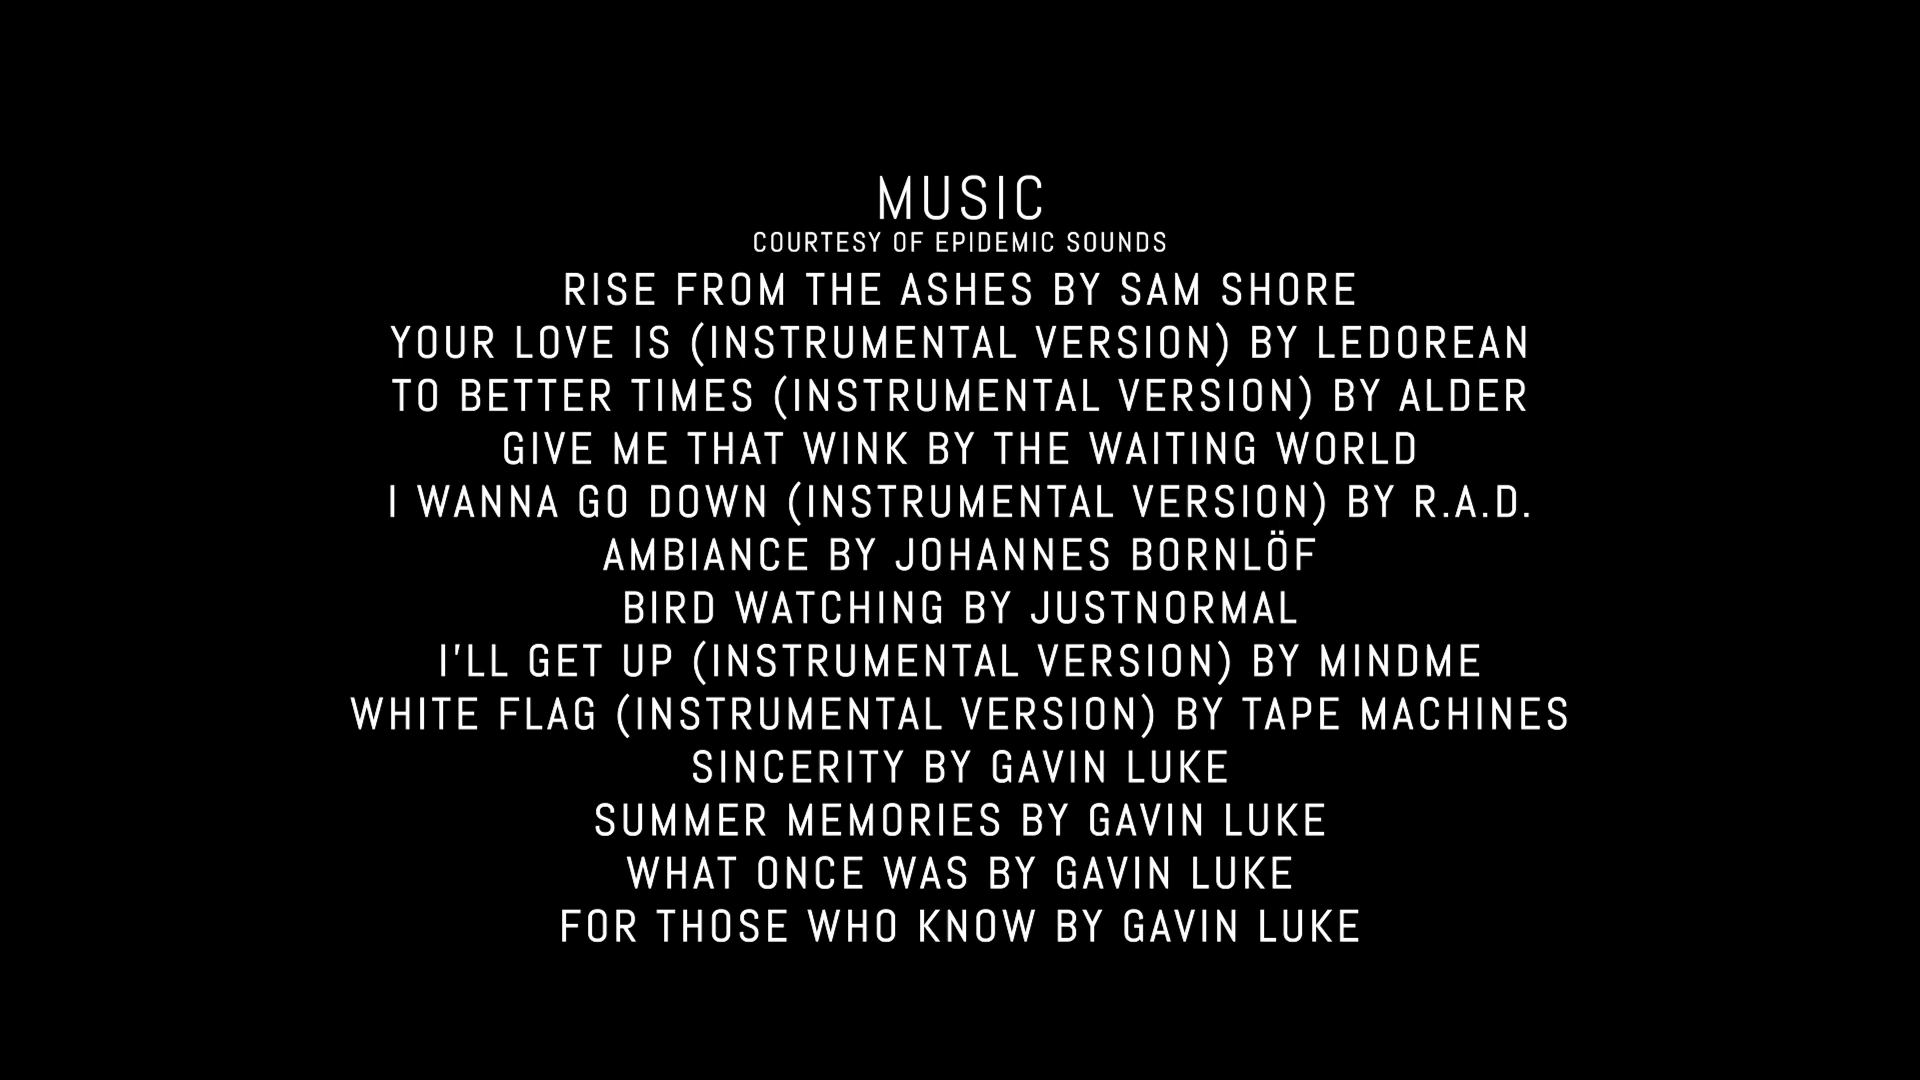 MUSIC
COURTESY OF EPIDEMIC SOUNDS
RISE FROM THE ASHES BY SAM SHORE
YOUR LOVE IS (INSTRUMENTAL VERSION) BY LEDOREAN
TO BETTER TIMES (INSTRUMENTAL VERSION) BY ALDER
GIVE ME THAT WINK BY THE WAITING WORLD
I WANNA GO DOWN (INSTRUMENTAL VERSION) BY R.A.D.
AMBIANCE BY JOHANNES BORNLÖF
BIRD WATCHING BY JUSTNORMAL
I'LL GET UP (INSTRUMENTAL VERSION) BY MINDME
WHITE FLAG (INSTRUMENTAL VERSION) BY TAPE MACHINES
SINCERITY BY GAVIN LUKE
SUMMER MEMORIES BY GAVIN LUKE
WHAT ONCE WAS BY GAVIN LUKE
FOR THOSE WHO KNOW BY GAVIN LUKE